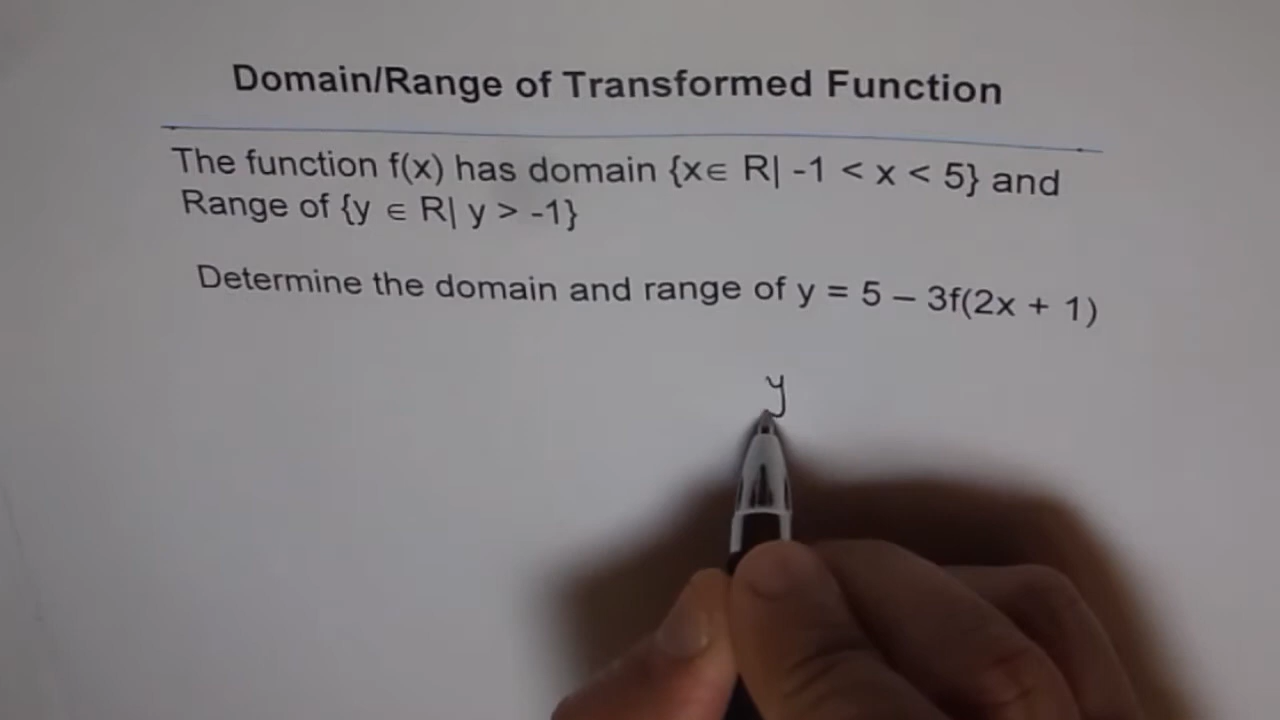 Domain/Range of Transformed Function
The function f(x) has domain {x∈ R| -1 < x < 5} and
Range of {y ∈ R| y > -1}
Determine the domain and range of y = 5 – 3f(2x + 1)
y